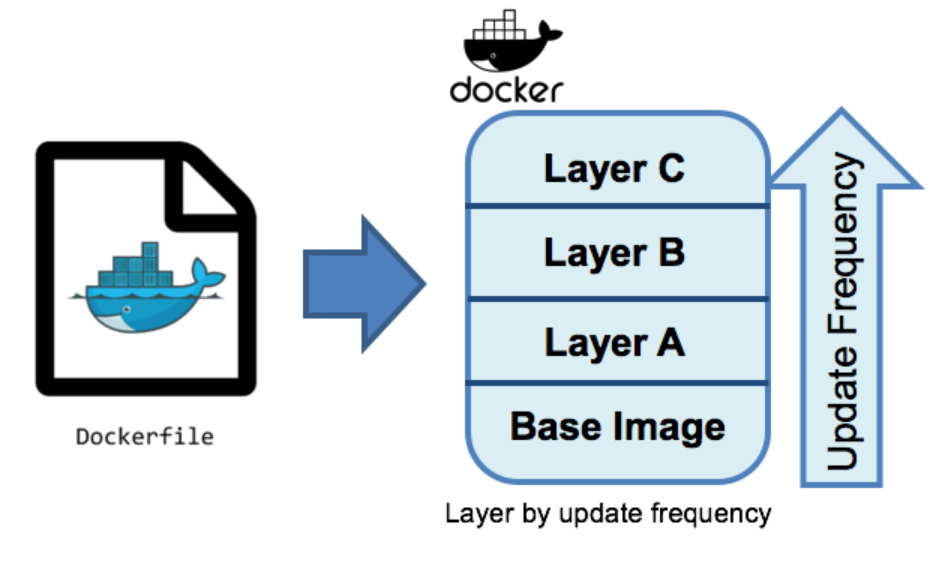 docker
Layer C
Layer B
Layer A
Base Image
Update Frequency
Dockerfile
Layer by update frequency